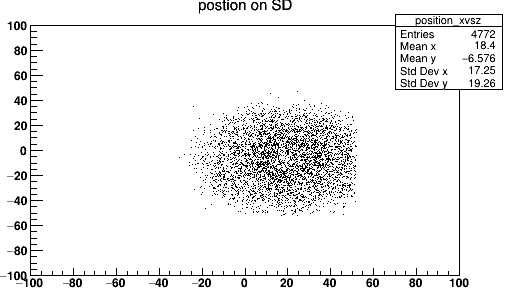 postion on SD
position_xvsz
Entries 4772
Mean x 18.4
Mean y −6.576
Std Dev x 17.25
Std Dev y 19.26
100
80
60
40
20
0
−20
−40
−60
−80
−100
−100 −80 −60 −40 −20 0 20 40 60 80 100